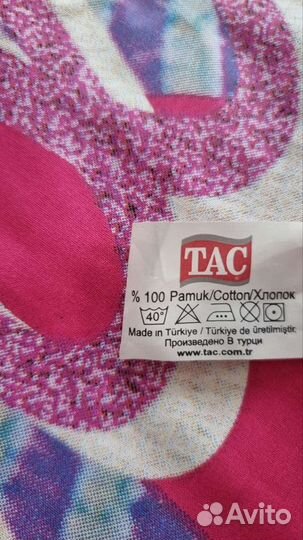 TAC
% 100 Pamuk/Cotton/Хлопок
40°
Made in Türkiye / Türkiye de üretilmiştir.
Произведено В турци
www.tac.com.tr
Avito